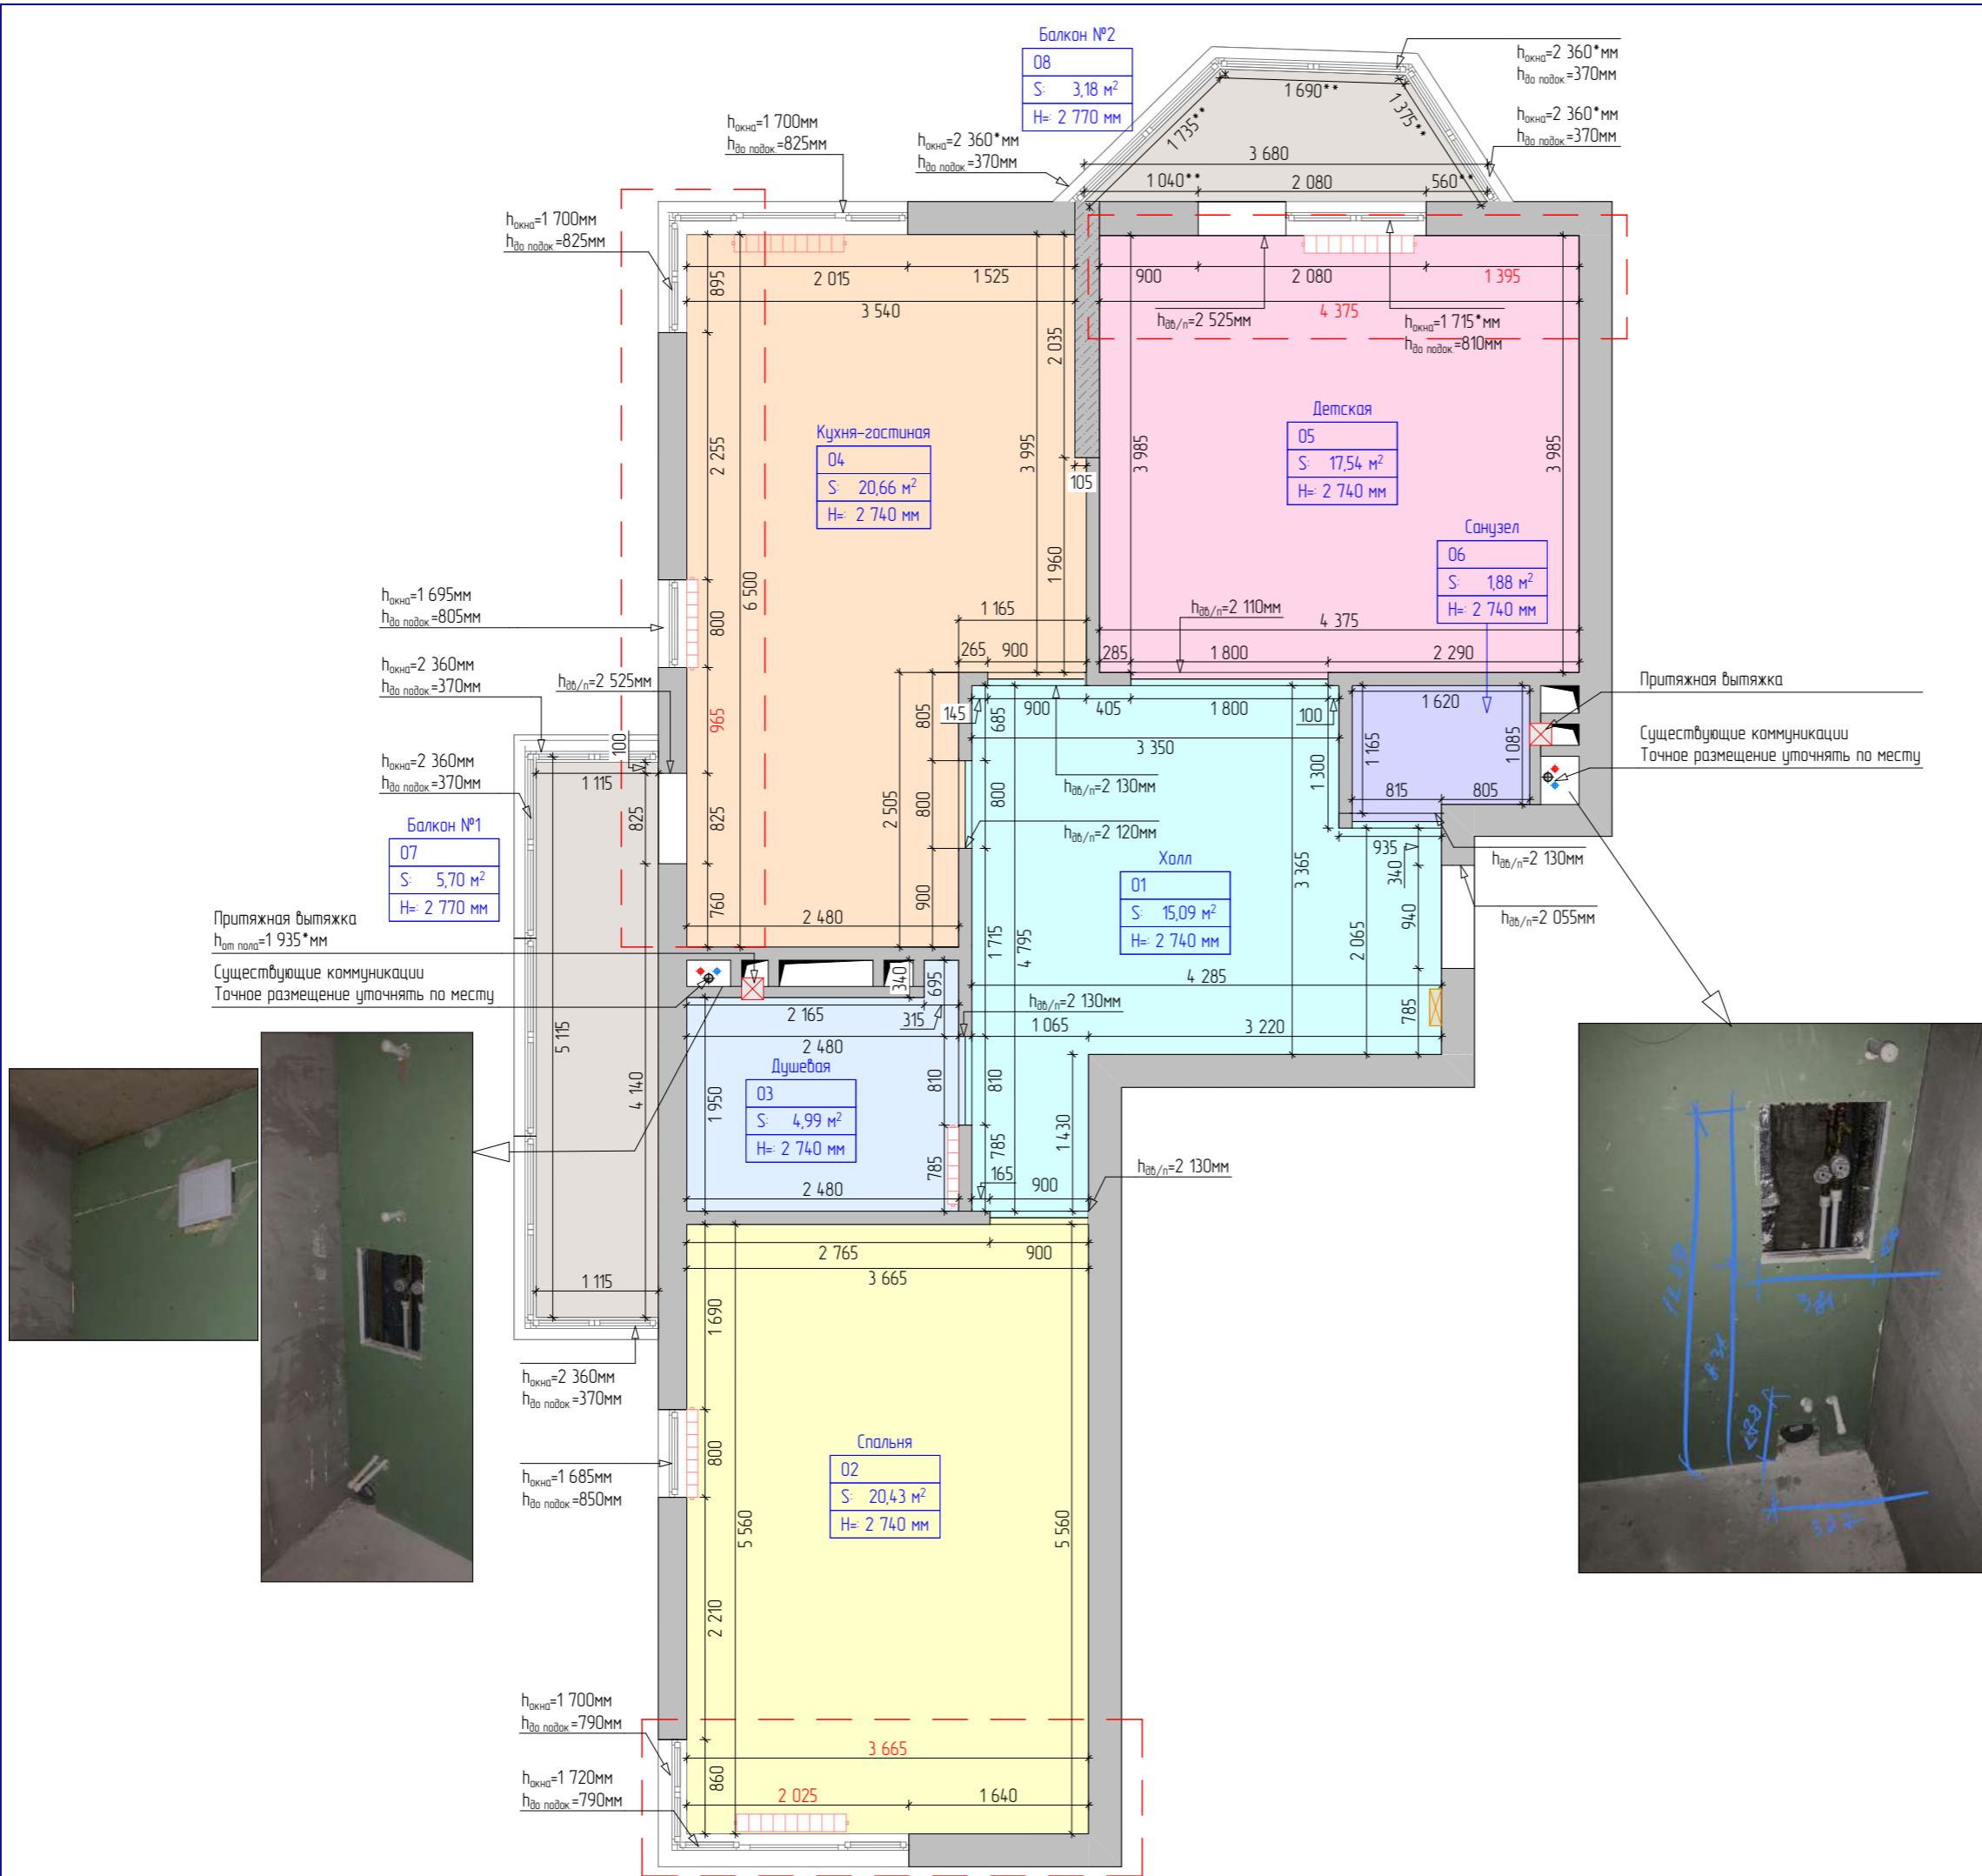 Балкон №2
08
S: 3,18 м²
H=: 2 770 мм
hокна=2 360*мм
hдо подок.=370мм
hокна=2 360*мм
hдо подок.=370мм
hокна=1 700мм
hдо подок.=825мм
hокна=2 360*мм
hдо подок.=370мм
1 690**
1 735**
1 375**
3 680
1 040**
2 080
560**
hокна=1 700мм
hдо подок.=825мм
895
2 015
1 525
3 540
900
2 080
1 395
4 375
hдв/п=2 525мм
hокна=1 715*мм
hдо подок.=810мм
2 035
Кухня-гостиная
04
S: 20,66 м²
H=: 2 740 мм
Детская
05
S: 17,54 м²
H=: 2 740 мм
2 255
3 995
105
3 985
3 985
Санузел
06
S: 1,88 м²
H=: 2 740 мм
1 960
6 500
hокна=1 695мм
hдо подок.=805мм
800
1 165
hдв/п=2 110мм
4 375
265
900
285
1 800
2 290
hокна=2 360мм
hдо подок.=370мм
hдв/п=2 525мм
Притяжная вытяжка
Существующие коммуникации
Точное размещение уточнять по месту
965
100
805
145
685
900
405
1 800
100
1 620
3 350
1 165
1 085
1 300
hдв/п=2 130мм
hокна=2 360мм
hдо подок.=370мм
1 115
825
825
2 505
800
800
815
805
hдв/п=2 120мм
Балкон №1
07
S: 5,70 м²
H=: 2 770 мм
Холл
01
S: 15,09 м²
H=: 2 740 мм
3 365
935
340
hдв/п=2 130мм
hдв/п=2 055мм
760
2 480
900
1 715
4 795
2 065
940
Притяжная вытяжка
hот пола=1 935*мм
Существующие коммуникации
Точное размещение уточнять по месту
340
695
4 285
hдв/п=2 130мм
785
2 165
315
1 065
3 220
2 480
5 115
4 140
Душевая
03
S: 4,99 м²
H=: 2 740 мм
1 950
810
810
1 430
785
785
165
900
2 480
hдв/п=2 130мм
2 765
900
3 665
1 115
1 690
381
hокна=2 360мм
hдо подок.=370мм
Спальня
02
S: 20,43 м²
H=: 2 740 мм
800
hокна=1 685мм
hдо подок.=850мм
5 560
5 560
2 210
hокна=1 700мм
hдо подок.=790мм
3 665
860
2 025
1 640
hокна=1 720мм
hдо подок.=790мм